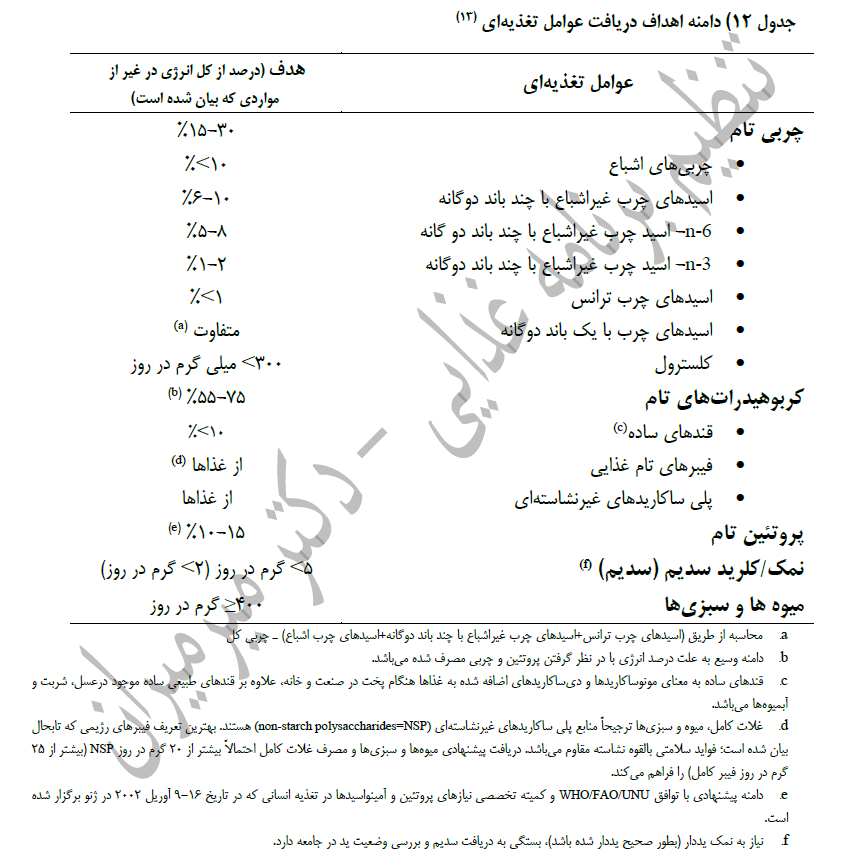 جدول ۱۲) دامنه اهداف دریافت عوامل تغذیه‌ای (۱۳)
عوامل تغذیه‌ای هدف (درصد از کل انرژی در غیر از
مواردی که بیان شده است)
چربی تام ۳۰–۱۵٪
• چربی‌های اشباع ۱۰>٪
• اسیدهای چرب غیراشباع با چند باند دوگانه ۱۰–۶٪
• n-6– اسید چرب غیراشباع با چند باند دو گانه ۸–۵٪
• n-3– اسید چرب غیراشباع با چند باند دوگانه ۲–۱٪
• اسیدهای چرب ترانس ۱>٪
• اسیدهای چرب با یک باند دوگانه متفاوت (a)
• کلسترول ۳۰۰> میلی گرم در روز
کربوهیدرات‌های تام ۷۵–۵۵٪ (b)
• قندهای ساده(c) ۱۰>٪
• فیبرهای تام غذایی از غذاها (d)
• پلی ساکاریدهای غیرنشاسته‌ای از غذاها
پروتئین تام ۱۵–۱۰٪ (e)
نمک/کلرید سدیم (سدیم) (f) ۵> گرم در روز (۲> گرم در روز)
میوه ها و سبزی‌ها ۴۰۰≤ گرم در روز
a. محاسبه از طریق (اسیدهای چرب ترانس+اسیدهای چرب غیراشباع با چند باند دوگانه+اسیدهای چرب اشباع) – چربی کل
b. دامنه وسیع به علت درصد انرژی با در نظر گرفتن پروتئین و چربی مصرف شده می‌باشد.
c. قندهای ساده به معنای مونوساکاریدها و دی‌ساکاریدهای اضافه شده به غذاها هنگام پخت در صنعت و خانه، علاوه بر قندهای طبیعی ساده موجود درعسل، شربت و
آبمیوه‌ها می‌باشد.
d. غلات کامل، میوه و سبزی‌ها ترجیحاً منابع پلی ساکاریدهای غیرنشاسته‌ای (non-starch polysaccharides=NSP) هستند. بهترین تعریف فیبرهای رژیمی که تابحال
بیان شده است؛ فواید سلامتی بالقوه نشاسته مقاوم می‌باشد. دریافت پیشنهادی میوه‌ها و سبزی‌ها و مصرف غلات کامل احتمالاً بیشتر از ۲۰ گرم در روز NSP (بیشتر از ۲۵
گرم در روز فیبر کامل) را فراهم می‌کند.
e. دامنه پیشنهادی با توافق WHO/FAO/UNU و کمیته تخصصی نیازهای پروتئین و آمینواسیدها در تغذیه انسانی که در تاریخ ۱۶–۹ آوریل ۲۰۰۲ در ژنو برگزار شده
است.
f. نیاز به نمک یددار (بطور صحیح یددار شده باشد)، بستگی به دریافت سدیم و بررسی وضعیت ید در جامعه دارد.
تنظیم برنامه غذایی – دکتر میرمیران